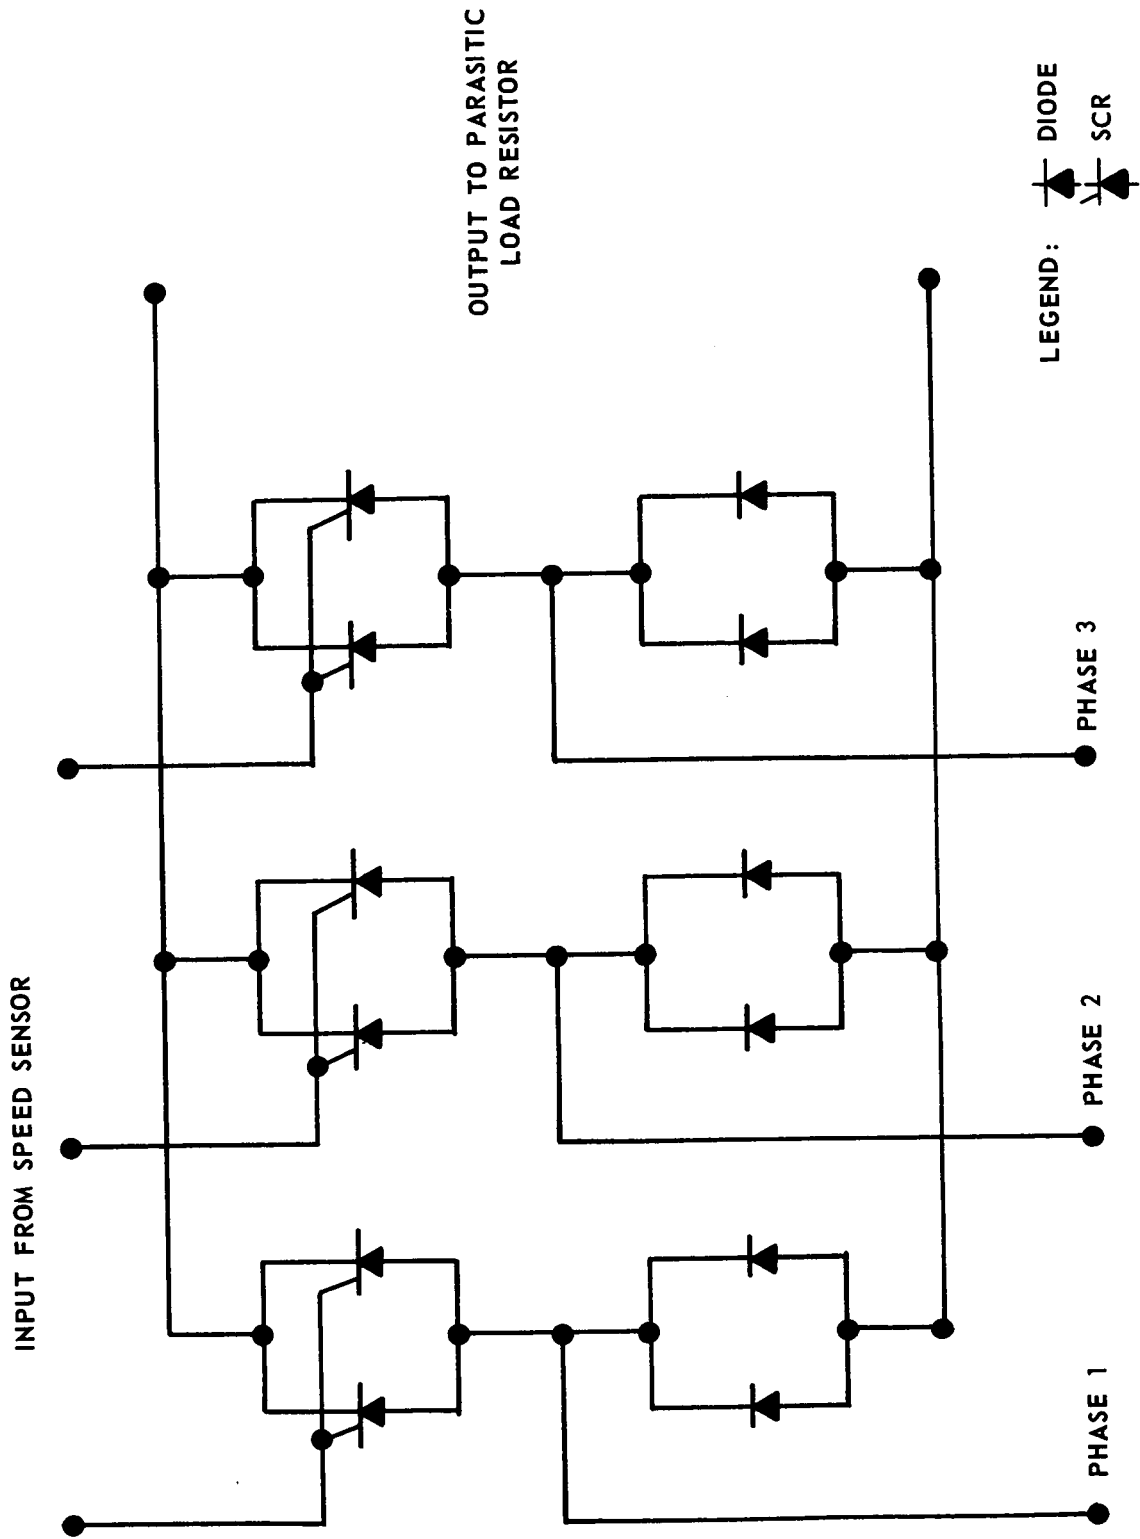 INPUT FROM SPEED SENSOR
OUTPUT TO PARASITIC
LOAD RESISTOR
PHASE 1
PHASE 2
PHASE 3
LEGEND:
DIODE
SCR